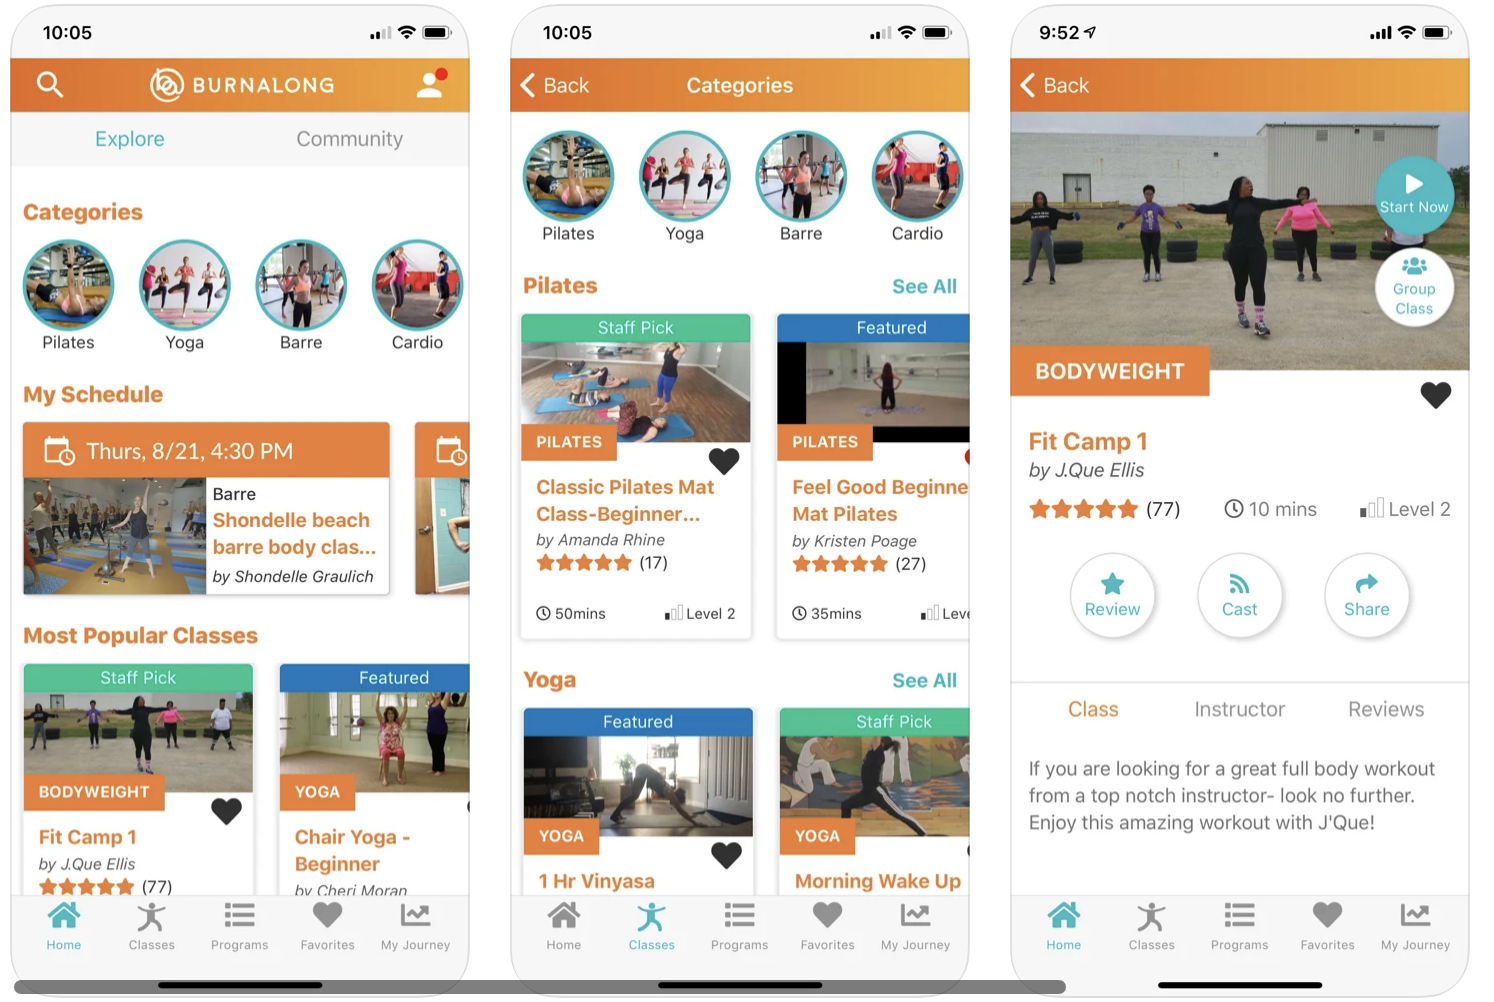 10:05
BURNALONG
Explore
Community
Categories
Pilates
Yoga
Barre
Cardio
My Schedule
Thurs, 8/21, 4:30 PM
Barre
Shondelle beach
barre body clas...
by Shondelle Graulich
Most Popular Classes
Staff Pick
BODYWEIGHT
Fit Camp 1
by J.Que Ellis
(77)
Featured
YOGA
Chair Yoga -
Beginner
by Cheri Moran
Home
Classes
Programs
Favorites
My Journey
10:05
Back
Categories
Pilates
Yoga
Barre
Cardio
Pilates
See All
Staff Pick
PILATES
Classic Pilates Mat
Class-Beginner...
by Amanda Rhine
(17)
50mins
Level 2
Featured
PILATES
Feel Good Beginne
Mat Pilates
by Kristen Poage
(27)
35mins
Leve
Yoga
See All
Featured
YOGA
1 Hr Vinyasa
Staff Pick
YOGA
Morning Wake Up
Home
Classes
Programs
Favorites
My Journey
9:52
Back
Start Now
Group
Class
BODYWEIGHT
Fit Camp 1
by J.Que Ellis
(77)
10 mins
Level 2
Review
Cast
Share
Class
Instructor
Reviews
If you are looking for a great full body workout
from a top notch instructor- look no further.
Enjoy this amazing workout with J'Que!
Home
Classes
Programs
Favorites
My Journey